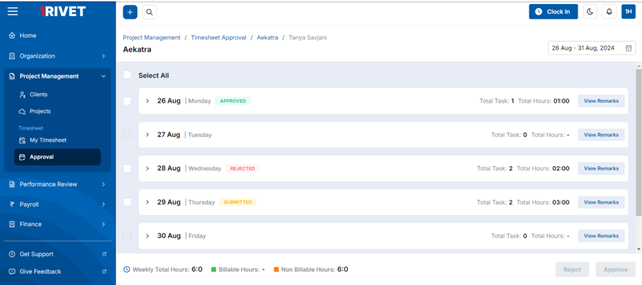 1RIVET
Clock In
1H
Home
Organization
Project Management
Clients
Projects
Timesheet
My Timesheet
Approval
Performance Review
Payroll
Finance
Get Support
Give Feedback
Project Management / Timesheet Approval / Aekatra / Tanya Savjani
Aekatra
26 Aug - 31 Aug, 2024
Select All
26 Aug | Monday APPROVED Total Task: 1 Total Hours: 01:00 View Remarks
27 Aug | Tuesday Total Task: 0 Total Hours: - View Remarks
28 Aug | Wednesday REJECTED Total Task: 2 Total Hours: 02:00 View Remarks
29 Aug | Thursday SUBMITTED Total Task: 2 Total Hours: 03:00 View Remarks
30 Aug | Friday Total Task: 0 Total Hours: - View Remarks
Weekly Total Hours: 6:0 Billable Hours: - Non Billable Hours: 6:0 Reject Approve